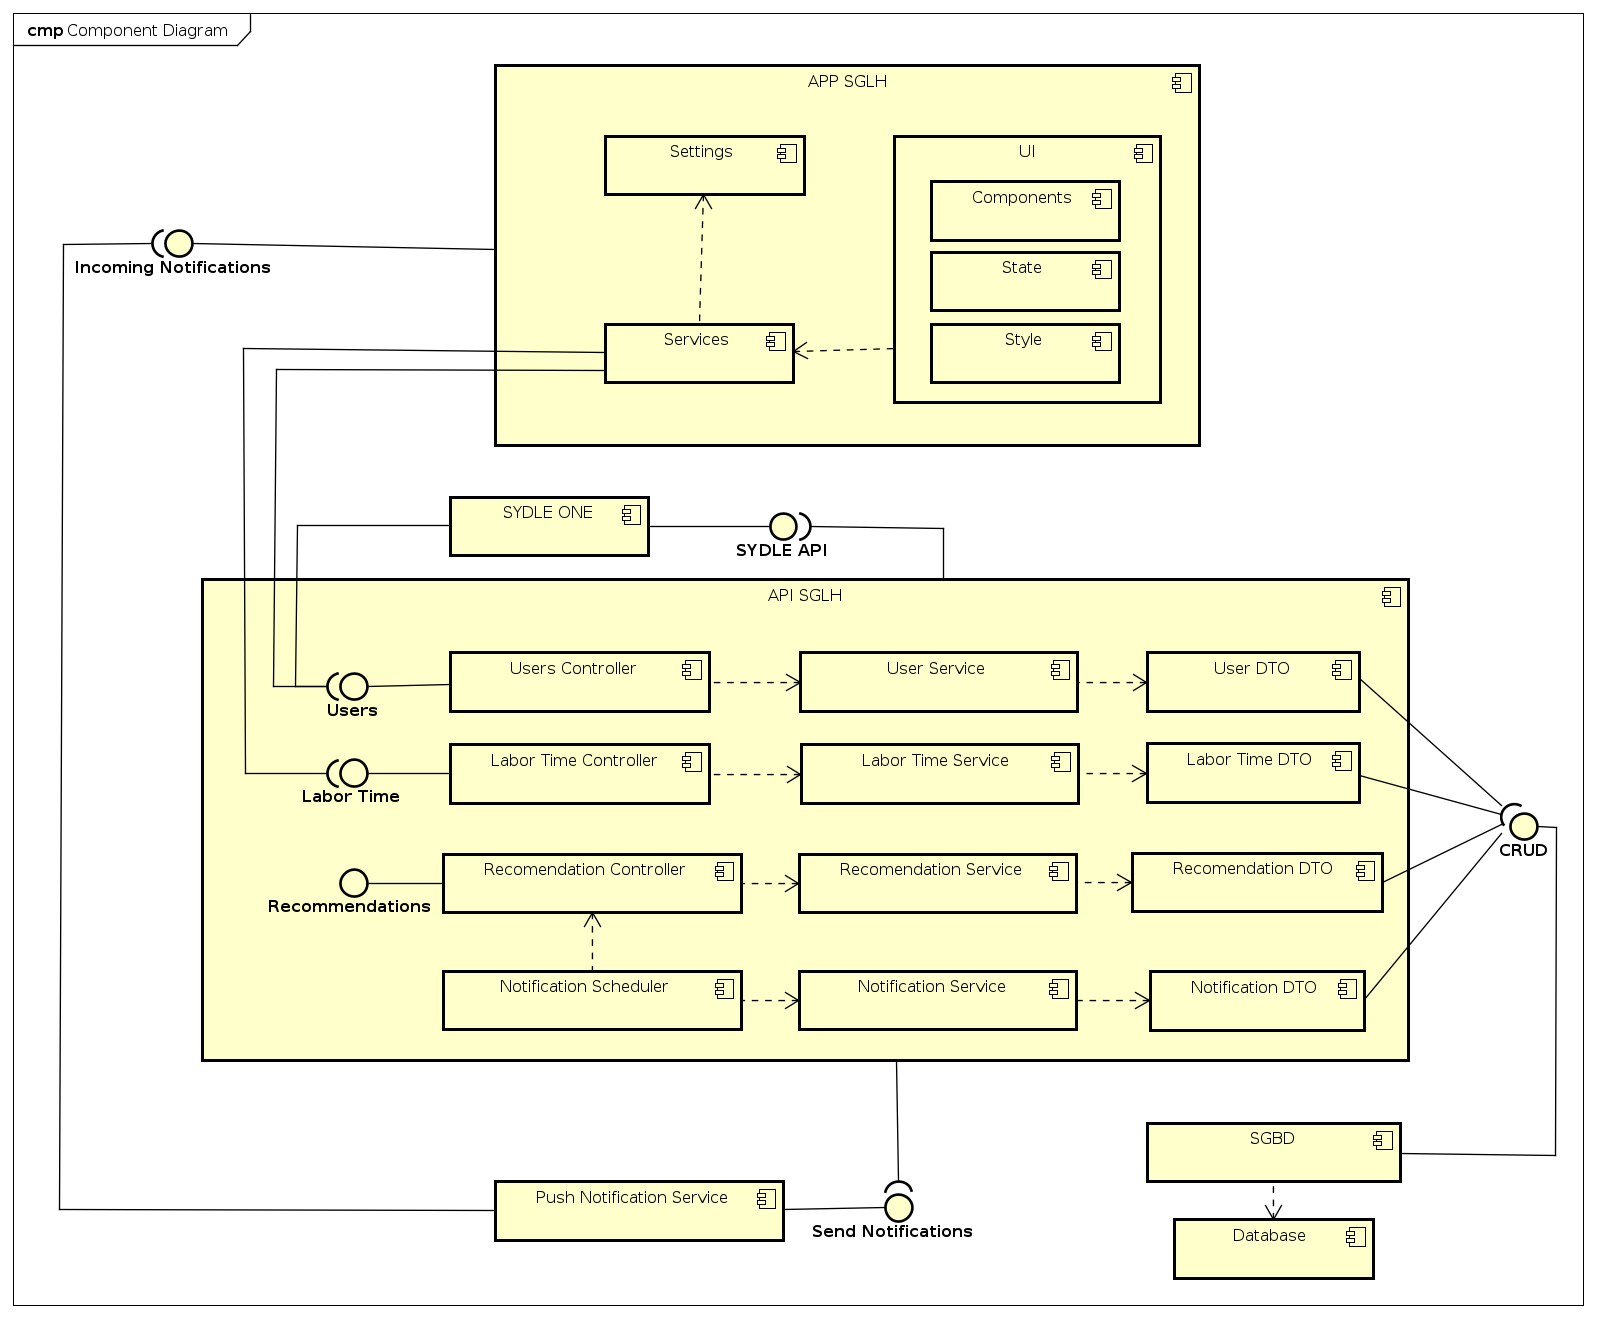 cmp Component Diagram
APP SGLH
Settings
UI
Components
Incoming Notifications
State
Services
Style
SYDLE ONE
SYDLE API
API SGLH
Users Controller
User Service
User DTO
Users
Labor Time Controller
Labor Time Service
Labor Time DTO
Labor Time
CRUD
Recomendation Controller
Recomendation Service
Recomendation DTO
Recommendations
Notification Scheduler
Notification Service
Notification DTO
SGBD
Push Notification Service
Send Notifications
Database